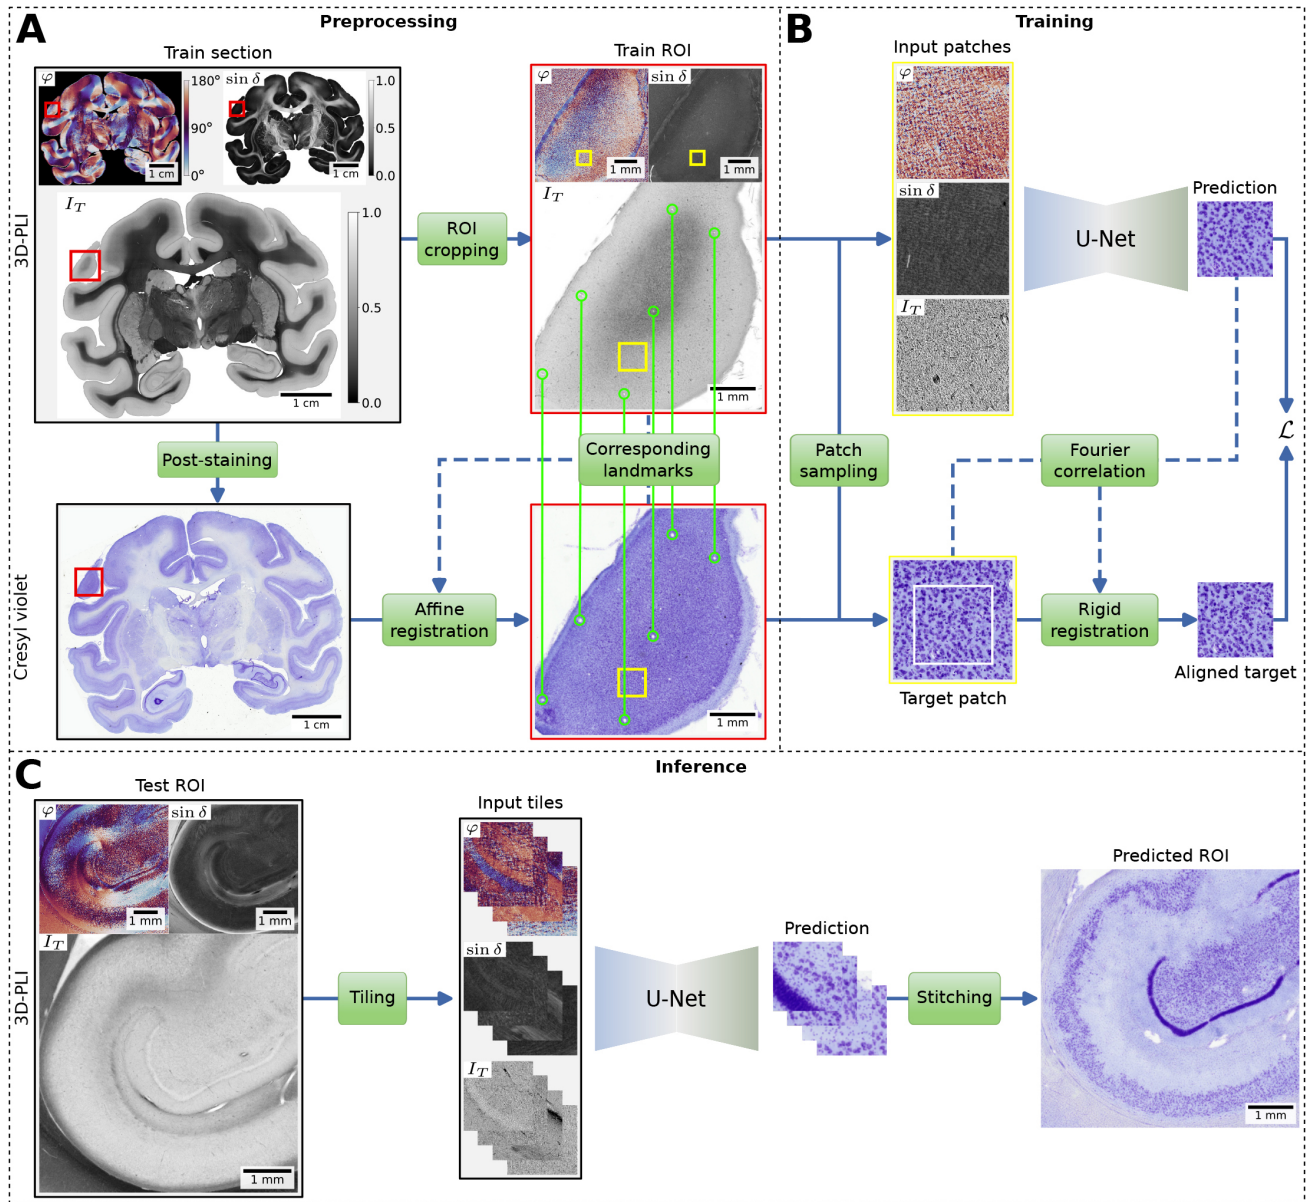 A
Preprocessing
Train section
φ
180°
90°
0°
1 cm
sin δ
1.0
0.5
0.0
1 cm
3D-PLI
I_T
1.0
0.5
0.0
1 cm
ROI
cropping
Train ROI
φ
1 mm
sin δ
1 mm
I_T
1 mm
Post-staining
Corresponding
landmarks
Cresyl violet
1 cm
Affine
registration
1 mm
B
Training
Input patches
φ
sin δ
I_T
U-Net
Prediction
Patch
sampling
Fourier
correlation
ℒ
Target patch
Rigid
registration
Aligned target
C
Inference
Test ROI
φ
1 mm
sin δ
1 mm
3D-PLI
I_T
1 mm
Tiling
Input tiles
φ
sin δ
I_T
U-Net
Prediction
Stitching
Predicted ROI
1 mm